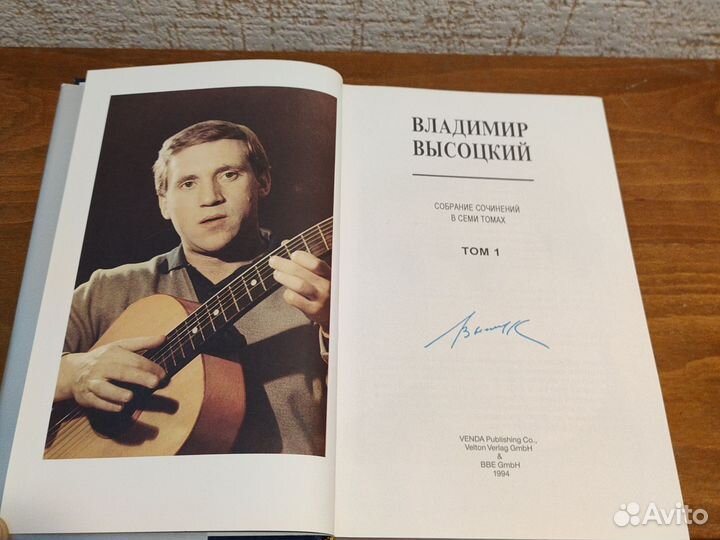 ВЛАДИМИР
ВЫСОЦКИЙ
СОБРАНИЕ СОЧИНЕНИЙ
В СЕМИ ТОМАХ
ТОМ 1
VENDA Publishing Co.,
Velton Verlag GmbH
&
BBE GmbH
1994
Avito